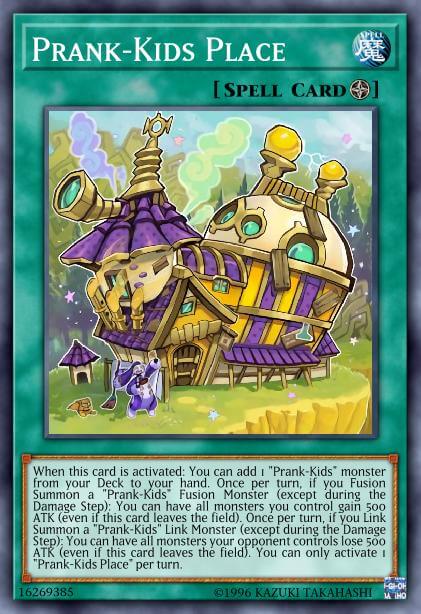 PRANK-KIDS PLACE
SPELL
魔
[SPELL CARD]
When this card is activated: You can add 1 "Prank-Kids" monster
from your Deck to your hand. Once per turn, if you Fusion
Summon a "Prank-Kids" Fusion Monster (except during the
Damage Step): You can have all monsters you control gain 500
ATK (even if this card leaves the field). Once per turn, if you Link
Summon a "Prank-Kids" Link Monster (except during the Damage
Step): You can have all monsters your opponent controls lose 500
ATK (even if this card leaves the field). You can only activate 1
"Prank-Kids Place" per turn.
16269385
©1996 KAZUKI TAKAHASHI